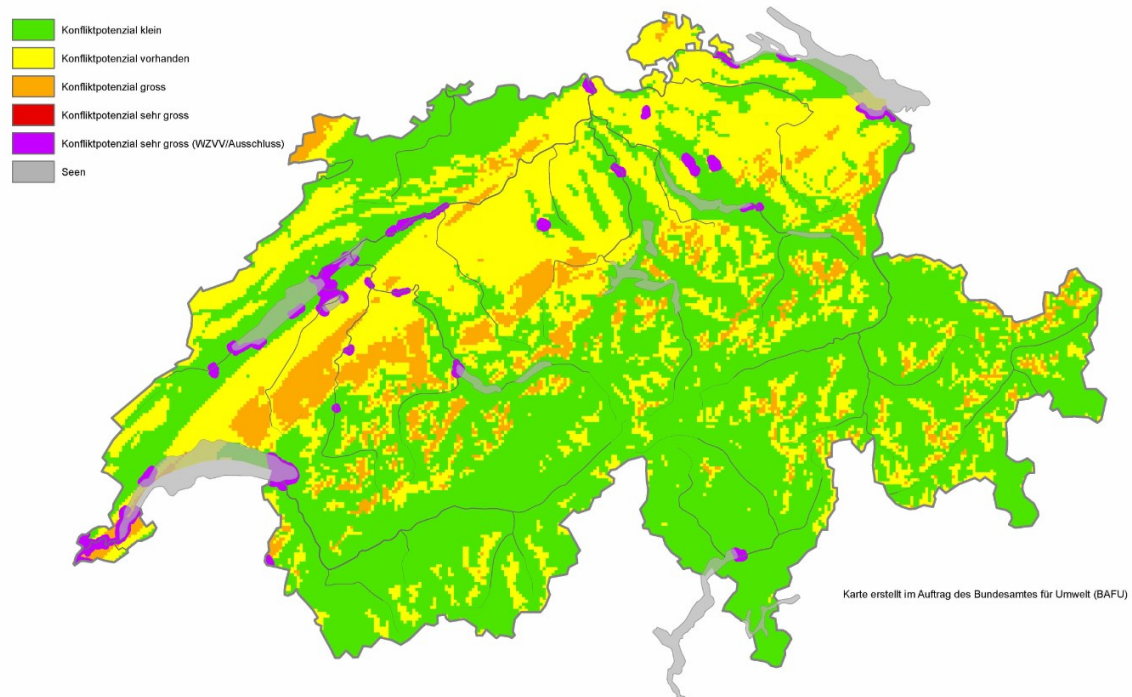 Konfliktpotenzial klein
Konfliktpotenzial vorhanden
Konfliktpotenzial gross
Konfliktpotenzial sehr gross
Konfliktpotenzial sehr gross (WZVV/Ausschluss)
Seen
Karte erstellt im Auftrag des Bundesamtes für Umwelt (BAFU)